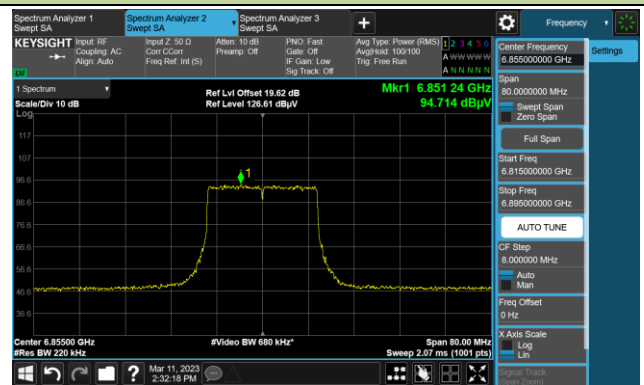 Spectrum Analyzer 1
Swept SA
Spectrum Analyzer 2
Swept SA
Spectrum Analyzer 3
Swept SA
Frequency
KEYSIGHT
Input: RF
Coupling: AC
Align: Auto
Input Z: 50 Ω
Corr CCorr
Freq Ref: Int (S)
Atten: 10 dB
Preamp: Off
PNO: Fast
Gate: Off
IF Gain: Low
Sig Track: Off
Avg Type: Power (RMS)
Avg|Hold: 100/100
Trig: Free Run
1 2 3 4 5 6
A W W W W W
A N N N N N
1 Spectrum
Scale/Div 10 dB
Log
Ref Lvl Offset 19.62 dB
Ref Level 126.61 dBµV
Mkr1 6.851 24 GHz
94.714 dBµV
117
107
96.6
86.6
76.6
66.6
56.6
46.6
36.6
1
Center 6.85500 GHz
#Res BW 220 kHz
#Video BW 680 kHz*
Span 80.00 MHz
Sweep 2.07 ms (1001 pts)
Mar 11, 2023
2:32:18 PM
Center Frequency
6.855000000 GHz
Settings
Span
80.0000000 MHz
Swept Span
Zero Span
Full Span
Start Freq
6.815000000 GHz
Stop Freq
6.895000000 GHz
AUTO TUNE
CF Step
8.000000 MHz
Auto
Man
Freq Offset
0 Hz
X Axis Scale
Log
Lin
Signal Track
(Span Zoom)